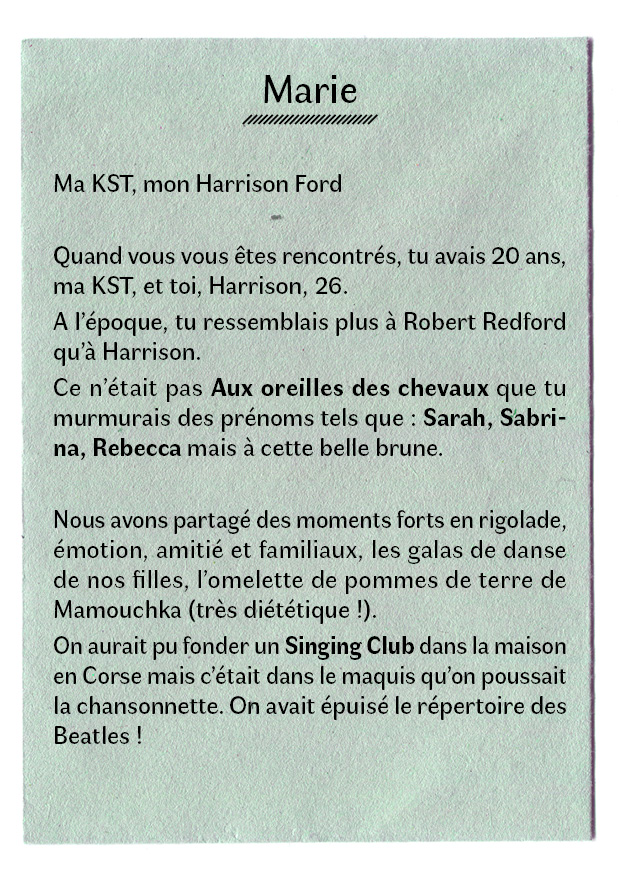 Marie
Ma KST, mon Harrison Ford
Quand vous vous êtes rencontrés, tu avais 20 ans,
ma KST, et toi, Harrison, 26.
A l’époque, tu ressemblais plus à Robert Redford
qu’à Harrison.
Ce n’était pas Aux oreilles des chevaux que tu
murmurais des prénoms tels que : Sarah, Sabri-
na, Rebecca mais à cette belle brune.
Nous avons partagé des moments forts en rigolade,
émotion, amitié et familiaux, les galas de danse
de nos filles, l’omelette de pommes de terre de
Mamouchka (très diététique !).
On aurait pu fonder un Singing Club dans la maison
en Corse mais c’était dans le maquis qu’on poussait
la chansonnette. On avait épuisé le répertoire des
Beatles !